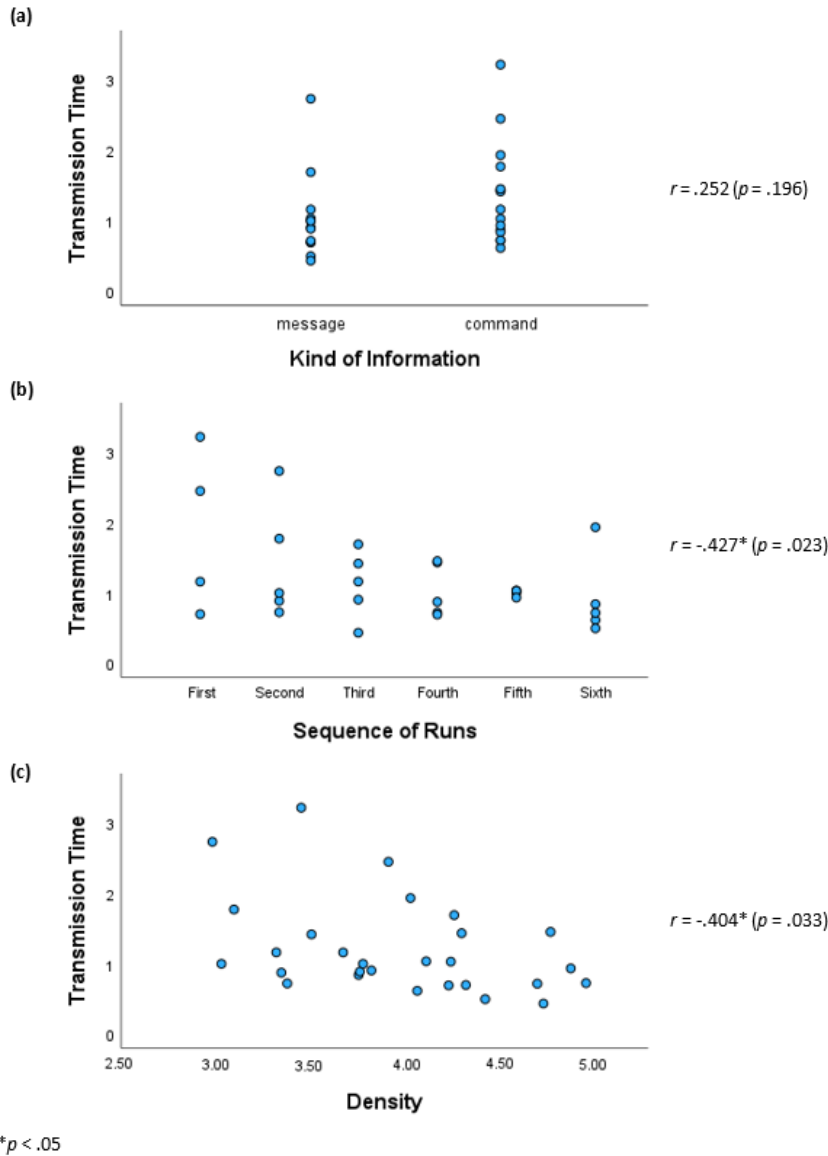 (a)
Transmission Time
3
2
1
0
message command
Kind of Information
r = .252 (p = .196)
(b)
Transmission Time
3
2
1
0
First Second Third Fourth Fifth Sixth
Sequence of Runs
r = -.427* (p = .023)
(c)
Transmission Time
3
2
1
0
2.50 3.00 3.50 4.00 4.50 5.00
Density
r = -.404* (p = .033)
*p < .05